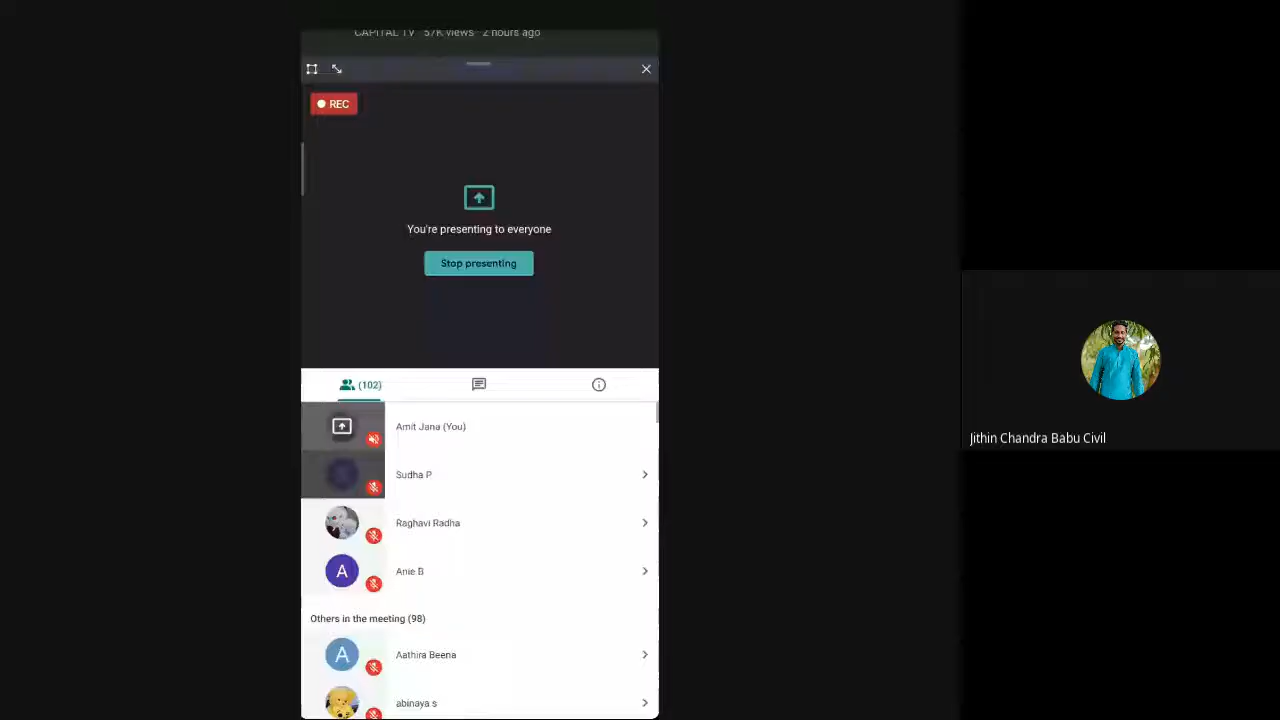 CAPITAL TV 57K views 2 hours ago
REC
You're presenting to everyone
Stop presenting
(102)
Amit Jana (You)
Sudha P
Raghavi Radha
A
Anie B
Others in the meeting (98)
A
Aathira Beena
abinaya s
Jithin Chandra Babu Civil